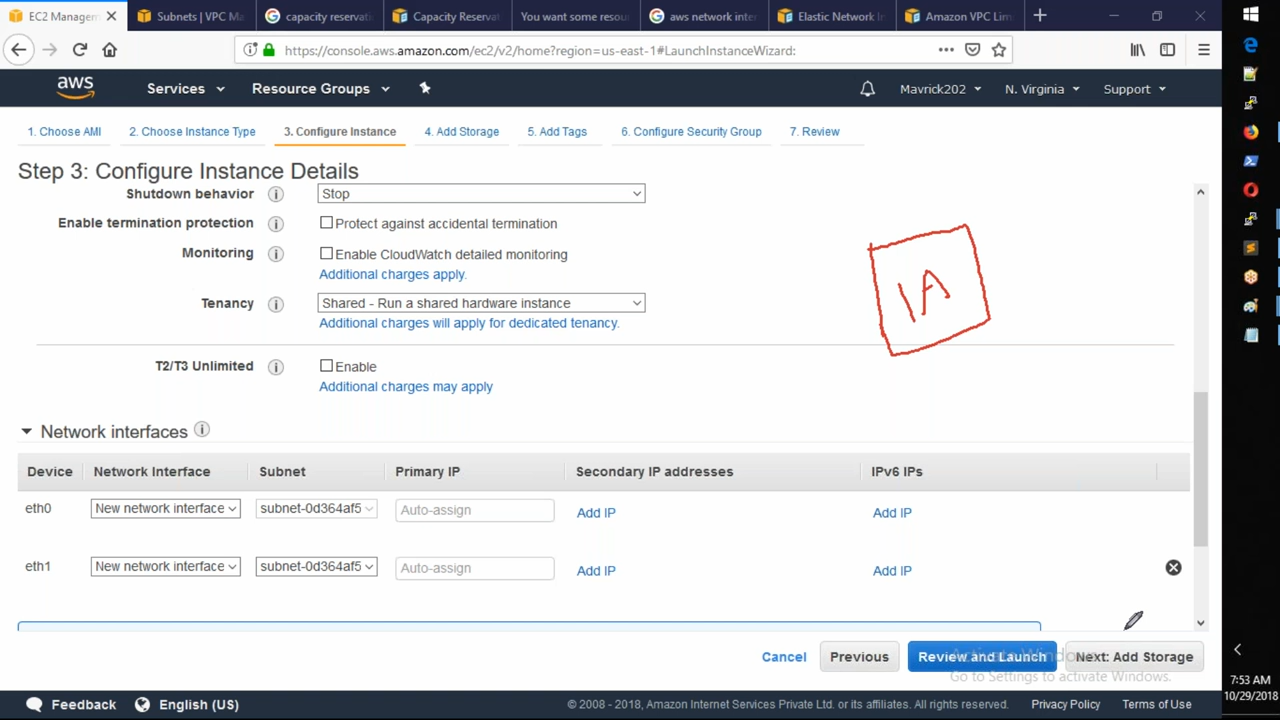 EC2 Manageme
Subnets | VPC Ma
capacity reservati
Capacity Reservat
You want some resou
aws network inte
Elastic Network In
Amazon VPC Lim
https://console.aws.amazon.com/ec2/v2/home?region=us-east-1#LaunchInstanceWizard:
aws
Services
Resource Groups
Mavrick202
N. Virginia
Support
1. Choose AMI
2. Choose Instance Type
3. Configure Instance
4. Add Storage
5. Add Tags
6. Configure Security Group
7. Review
Step 3: Configure Instance Details
Shutdown behavior
Stop
Enable termination protection
Protect against accidental termination
Monitoring
Enable CloudWatch detailed monitoring
Additional charges apply.
Tenancy
Shared - Run a shared hardware instance
Additional charges will apply for dedicated tenancy.
1A
T2/T3 Unlimited
Enable
Additional charges may apply
Network interfaces
Device
Network Interface
Subnet
Primary IP
Secondary IP addresses
IPv6 IPs
eth0
New network interface
subnet-0d364af5
Auto-assign
Add IP
Add IP
eth1
New network interface
subnet-0d364af5
Auto-assign
Add IP
Add IP
Cancel
Previous
Review and Launch
Next: Add Storage
Activate Windows
Go to Settings to activate Windows.
Feedback
English (US)
© 2008 - 2018, Amazon Internet Services Private Ltd. or its affiliates. All rights reserved.
Privacy Policy
Terms of Use
7:53 AM
10/29/2018